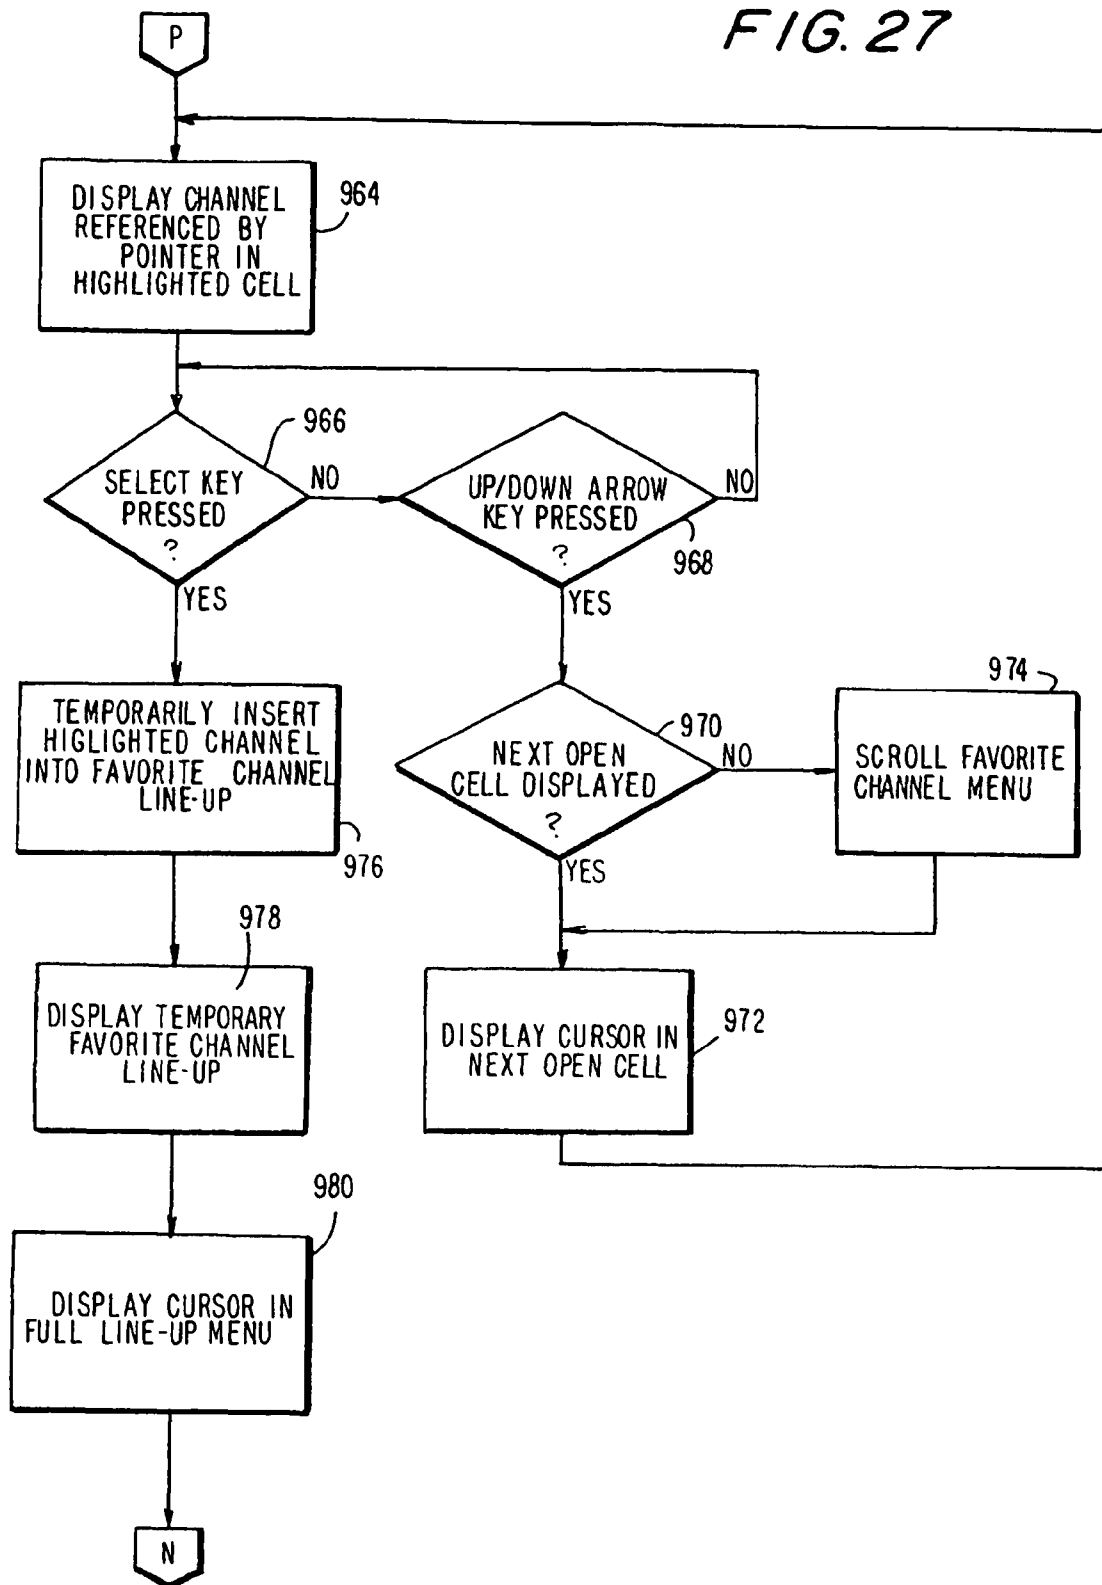 FIG. 27
P
DISPLAY CHANNEL
REFERENCED BY
POINTER IN
HIGHLIGHTED CELL
964
966
SELECT KEY
PRESSED
?
NO
YES
UP/DOWN ARROW
KEY PRESSED
?
NO
968
YES
TEMPORARILY INSERT
HIGLIGHTED CHANNEL
INTO FAVORITE CHANNEL
LINE-UP
976
970
NEXT OPEN
CELL DISPLAYED
?
NO
YES
974
SCROLL FAVORITE
CHANNEL MENU
978
DISPLAY TEMPORARY
FAVORITE CHANNEL
LINE-UP
DISPLAY CURSOR IN
NEXT OPEN CELL
972
980
DISPLAY CURSOR IN
FULL LINE-UP MENU
N